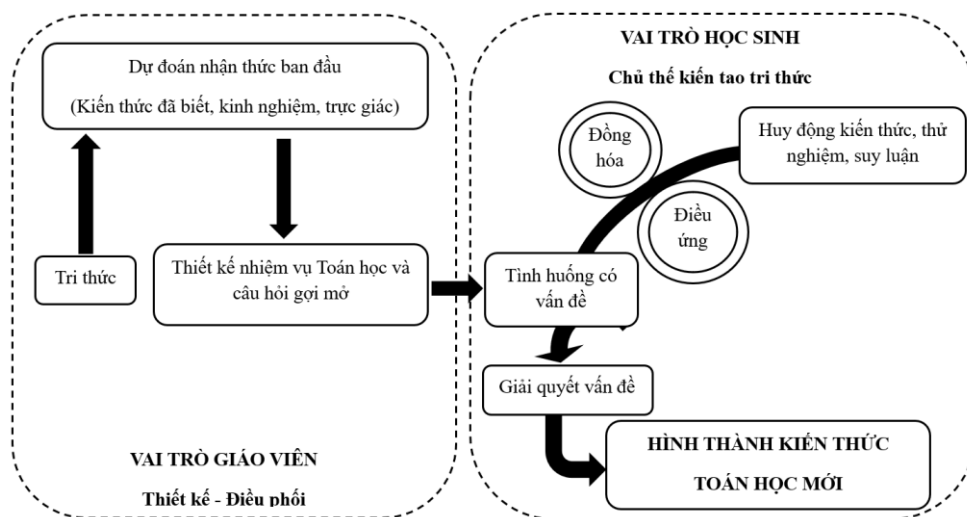 Dự đoán nhận thức ban đầu
(Kiến thức đã biết, kinh nghiệm, trực giác)
Tri thức
Thiết kế nhiệm vụ Toán học và
câu hỏi gợi mở
VAI TRÒ GIÁO VIÊN
Thiết kế - Điều phối
VAI TRÒ HỌC SINH
Chủ thể kiến tao tri thức
Đồng
hóa
Huy động kiến thức, thử
nghiệm, suy luận
Điều
ứng
Tình huống có
vấn đề
Giải quyết vấn đề
HÌNH THÀNH KIẾN THỨC
TOÁN HỌC MỚI